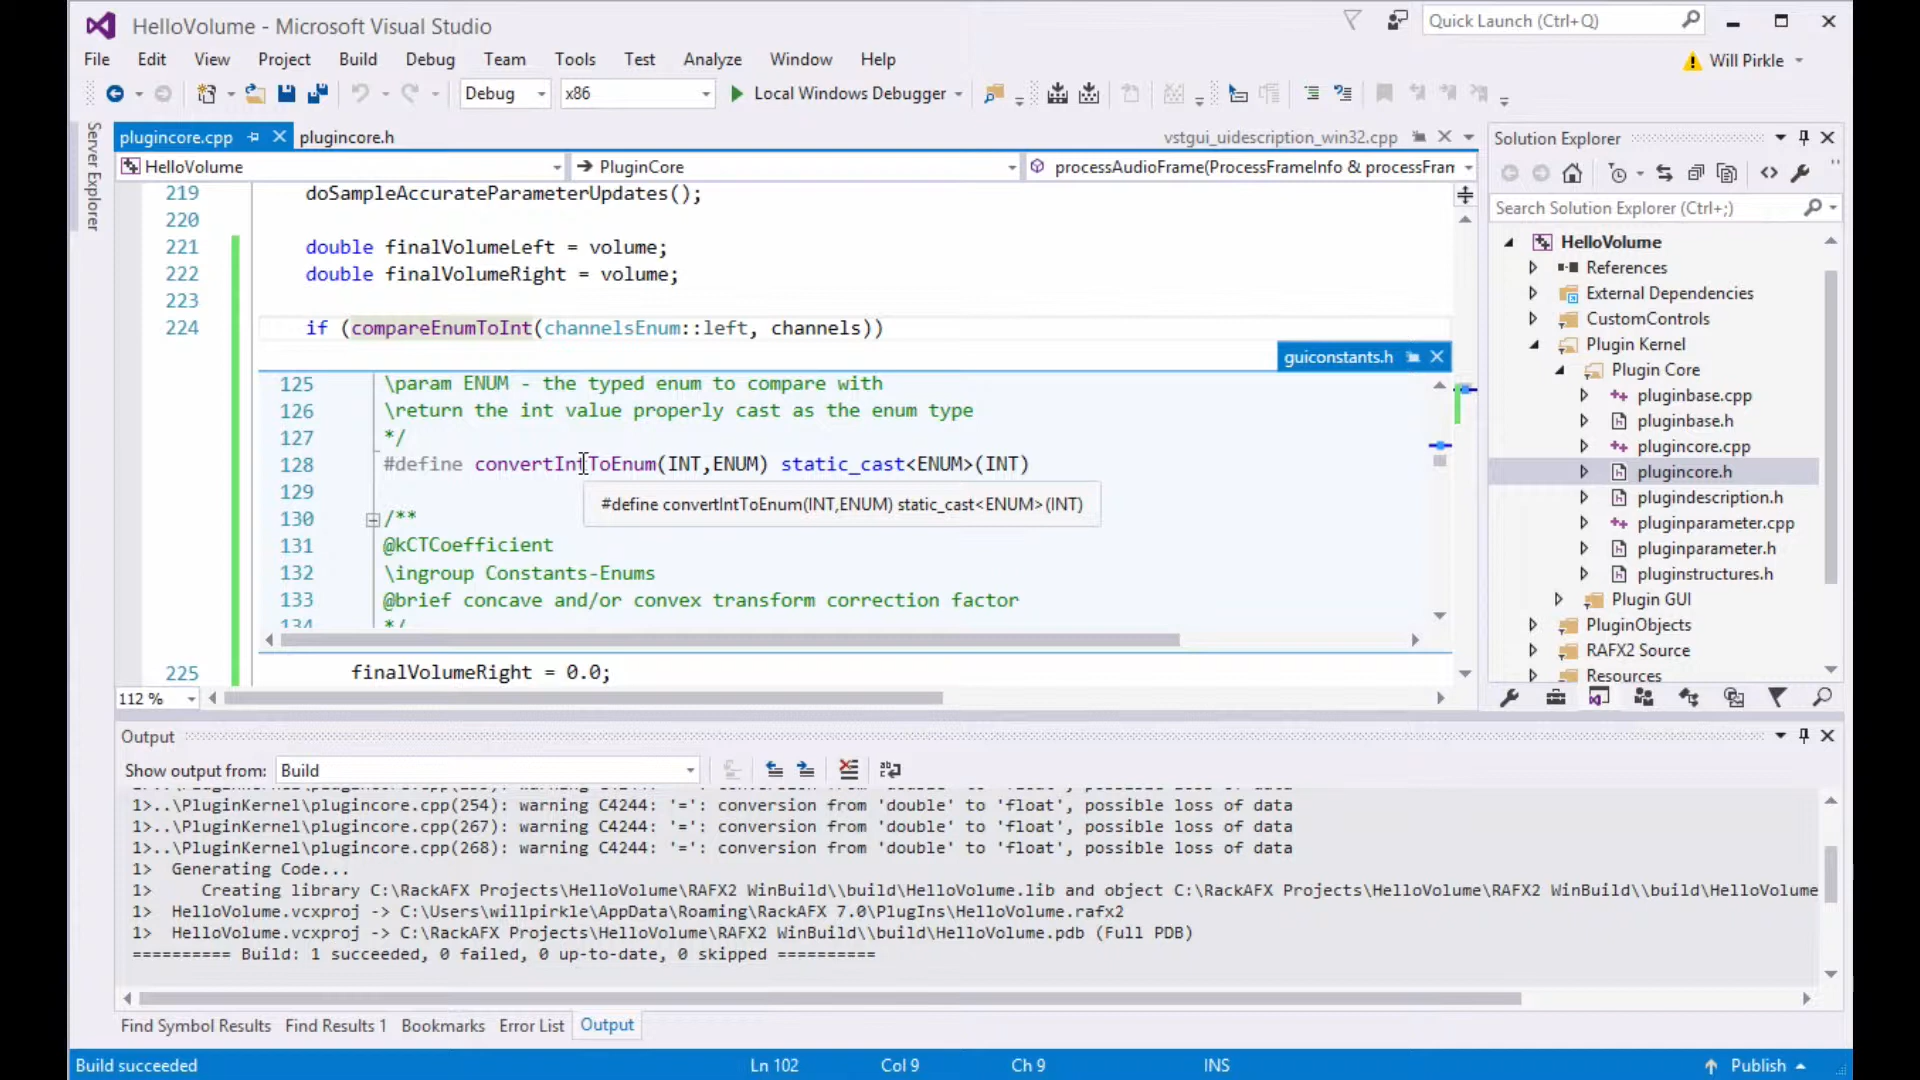 HelloVolume - Microsoft Visual Studio
Quick Launch (Ctrl+Q)
File Edit View Project Build Debug Team Tools Test Analyze Window Help
Will Pirkle
Debug x86 Local Windows Debugger
Server Explorer
plugincore.cpp plugincore.h vstgui_uidescription_win32.cpp
HelloVolume PluginCore processAudioFrame(ProcessFrameInfo & processFram
219 doSampleAccurateParameterUpdates();
220
221 double finalVolumeLeft = volume;
222 double finalVolumeRight = volume;
223
224 if (compareEnumToInt(channelsEnum::left, channels))
guiconstants.h
125 \param ENUM - the typed enum to compare with
126 \return the int value properly cast as the enum type
127 */
128 #define convertIntToEnum(INT,ENUM) static_cast<ENUM>(INT)
129
#define convertIntToEnum(INT,ENUM) static_cast<ENUM>(INT)
130 /**
131 @kCTCoefficient
132 \ingroup Constants-Enums
133 @brief concave and/or convex transform correction factor
134 */
225 finalVolumeRight = 0.0;
112 %
Solution Explorer
Search Solution Explorer (Ctrl+;)
HelloVolume
References
External Dependencies
CustomControls
Plugin Kernel
Plugin Core
pluginbase.cpp
pluginbase.h
plugincore.cpp
plugincore.h
plugindescription.h
pluginparameter.cpp
pluginparameter.h
pluginstructures.h
Plugin GUI
PluginObjects
RAFX2 Source
Resources
Output
Show output from: Build
1>..\PluginKernel\plugincore.cpp(254): warning C4244: '=': conversion from 'double' to 'float', possible loss of data
1>..\PluginKernel\plugincore.cpp(267): warning C4244: '=': conversion from 'double' to 'float', possible loss of data
1>..\PluginKernel\plugincore.cpp(268): warning C4244: '=': conversion from 'double' to 'float', possible loss of data
1> Generating Code...
1> Creating library C:\RackAFX Projects\HelloVolume\RAFX2 WinBuild\\build\HelloVolume.lib and object C:\RackAFX Projects\HelloVolume\RAFX2 WinBuild\\build\HelloVolume
1> HelloVolume.vcxproj -> C:\Users\willpirkle\AppData\Roaming\RackAFX 7.0\PlugIns\HelloVolume.rafx2
1> HelloVolume.vcxproj -> C:\RackAFX Projects\HelloVolume\RAFX2 WinBuild\\build\HelloVolume.pdb (Full PDB)
========== Build: 1 succeeded, 0 failed, 0 up-to-date, 0 skipped ==========
Find Symbol Results Find Results 1 Bookmarks Error List Output
Build succeeded Ln 102 Col 9 Ch 9 INS Publish